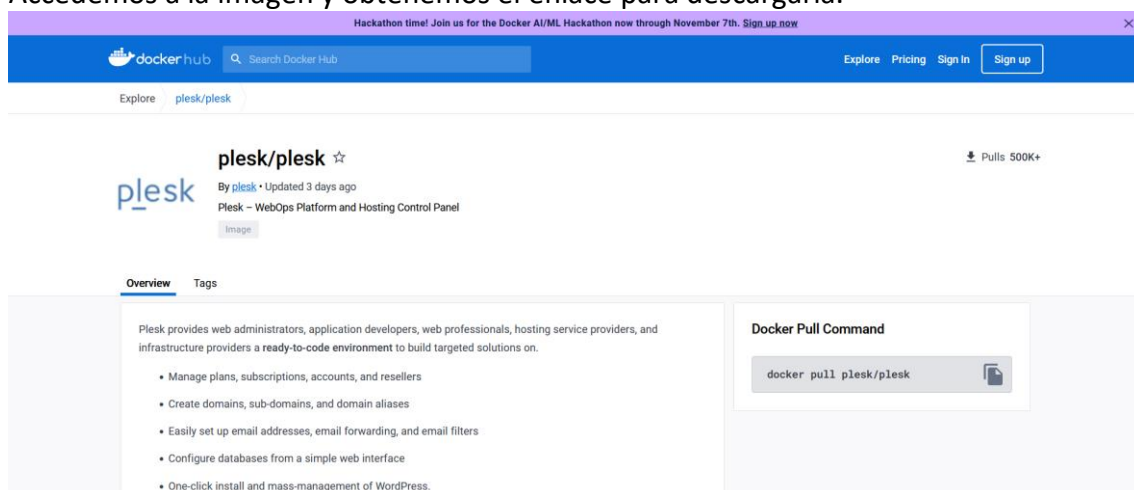 Accedemos a la imagen y obtenemos el enlace para descargarla.
Hackathon time! Join us for the Docker AI/ML Hackathon now through November 7th. Sign up now
dockerhub
Search Docker Hub
Explore Pricing Sign In Sign up
Explore plesk/plesk
plesk
plesk/plesk
Pulls 500K+
By plesk • Updated 3 days ago
Plesk – WebOps Platform and Hosting Control Panel
Image
Overview Tags
Plesk provides web administrators, application developers, web professionals, hosting service providers, and
infrastructure providers a ready-to-code environment to build targeted solutions on.
• Manage plans, subscriptions, accounts, and resellers
• Create domains, sub-domains, and domain aliases
• Easily set up email addresses, email forwarding, and email filters
• Configure databases from a simple web interface
• One-click install and mass-management of WordPress.
Docker Pull Command
docker pull plesk/plesk